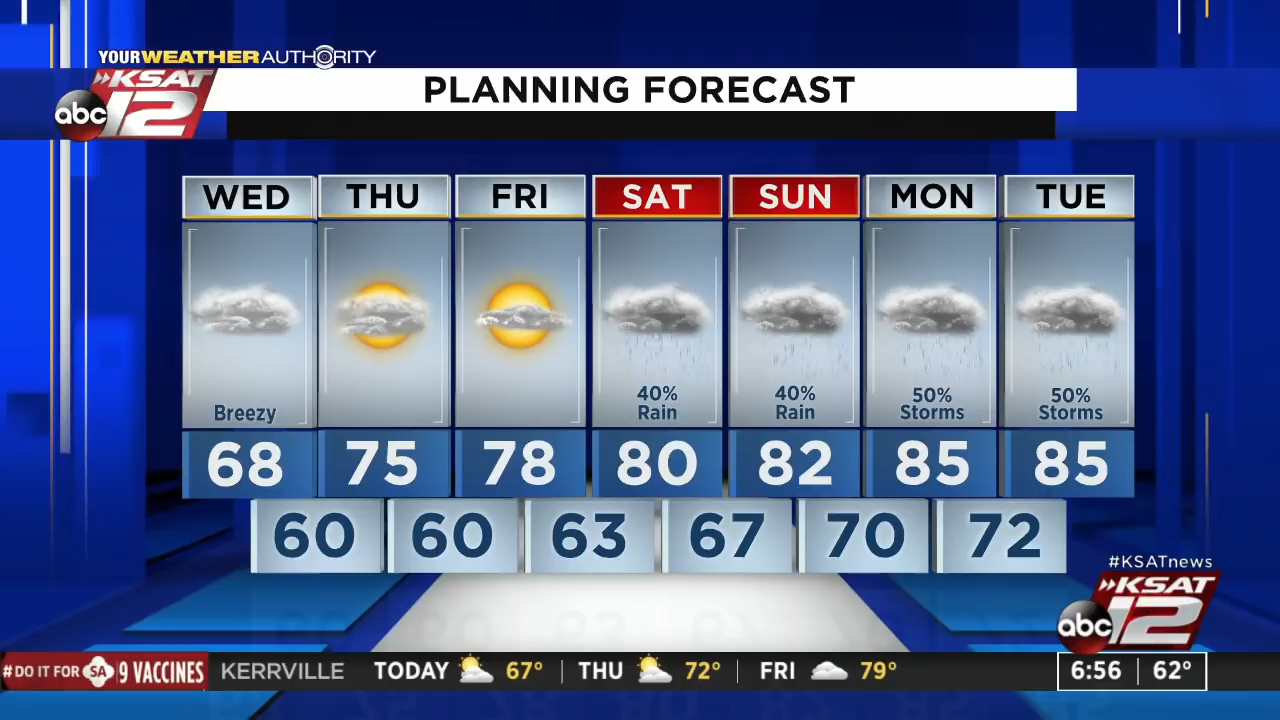 YOURWEATHERAUTHORITY
KSAT
abc 12
PLANNING FORECAST
WED THU FRI SAT SUN MON TUE
40% 40% 50% 50%
Breezy Rain Rain Storms Storms
68 75 78 80 82 85 85
60 60 63 67 70 72
#KSATnews
KSAT
abc 12
#DO IT FOR SA 9 VACCINES KERRVILLE TODAY 67° THU 72° FRI 79° 6:56 62°